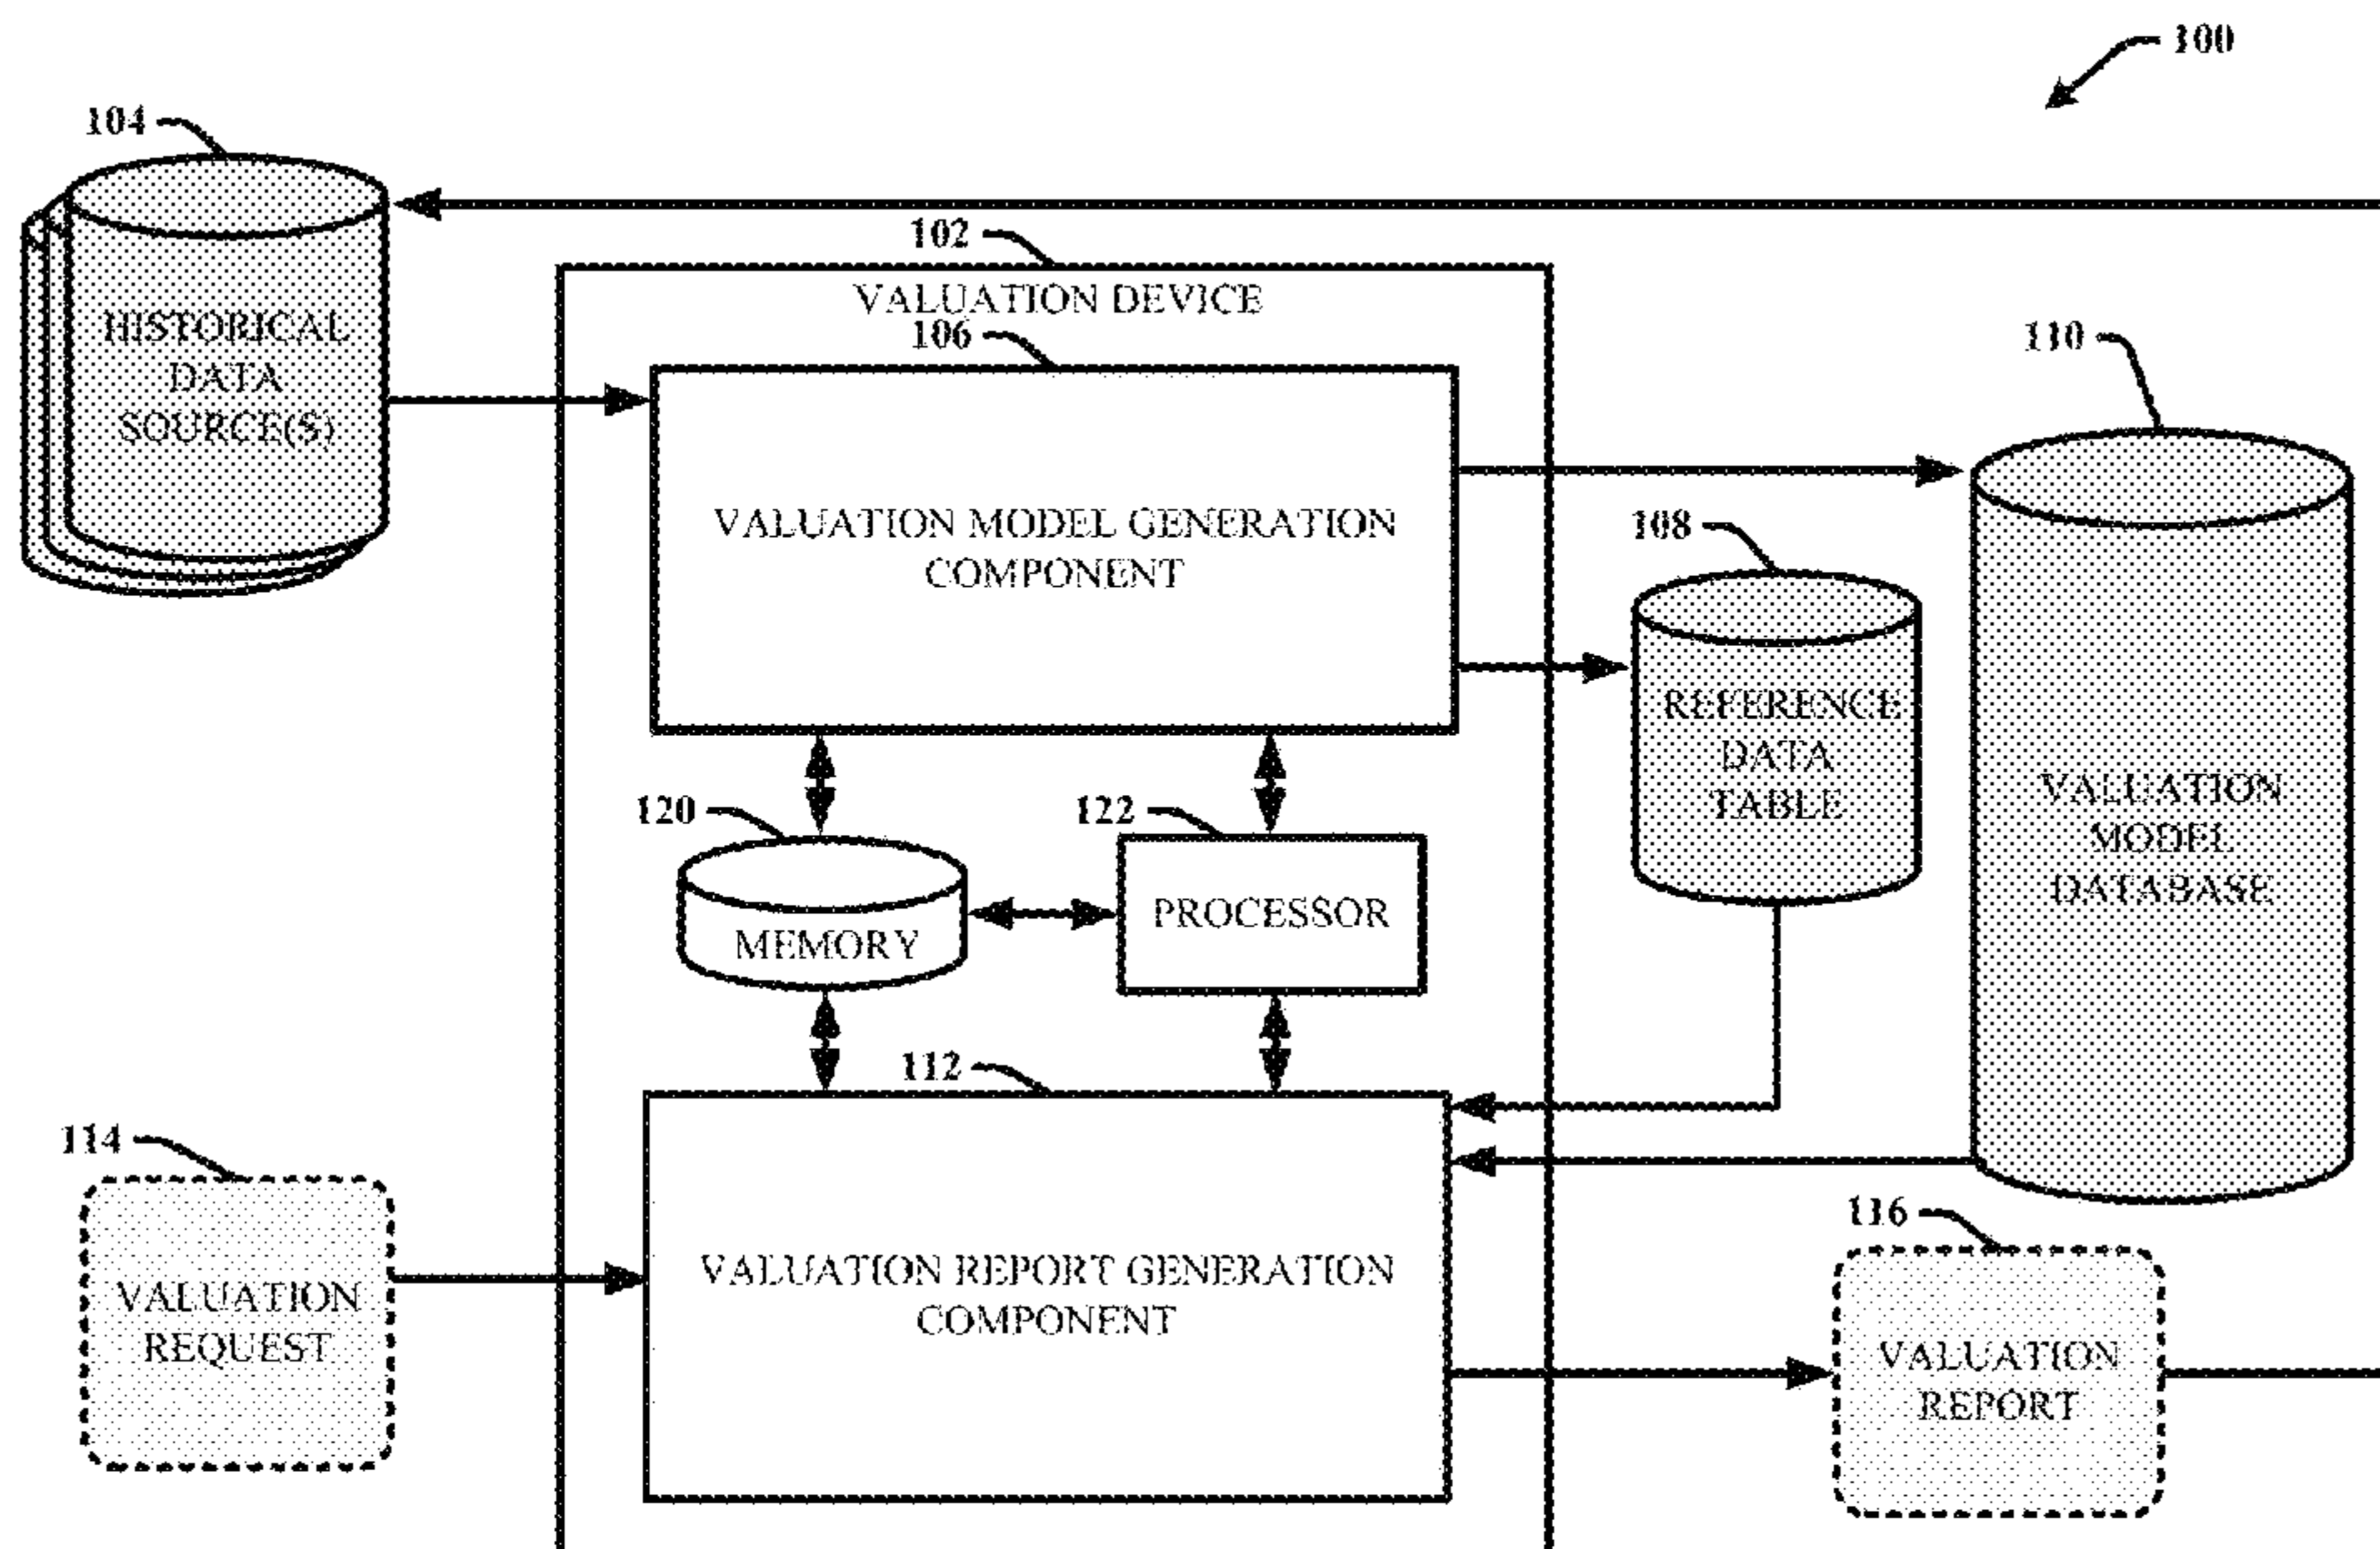 100
104
HISTORICAL
DATA
SOURCE(S)
102
VALUATION DEVICE
106
VALUATION MODEL GENERATION
COMPONENT
110
VALUATION
MODEL
DATABASE
108
REFERENCE
DATA
TABLE
120
MEMORY
122
PROCESSOR
112
VALUATION REPORT GENERATION
COMPONENT
114
VALUATION
REQUEST
116
VALUATION
REPORT